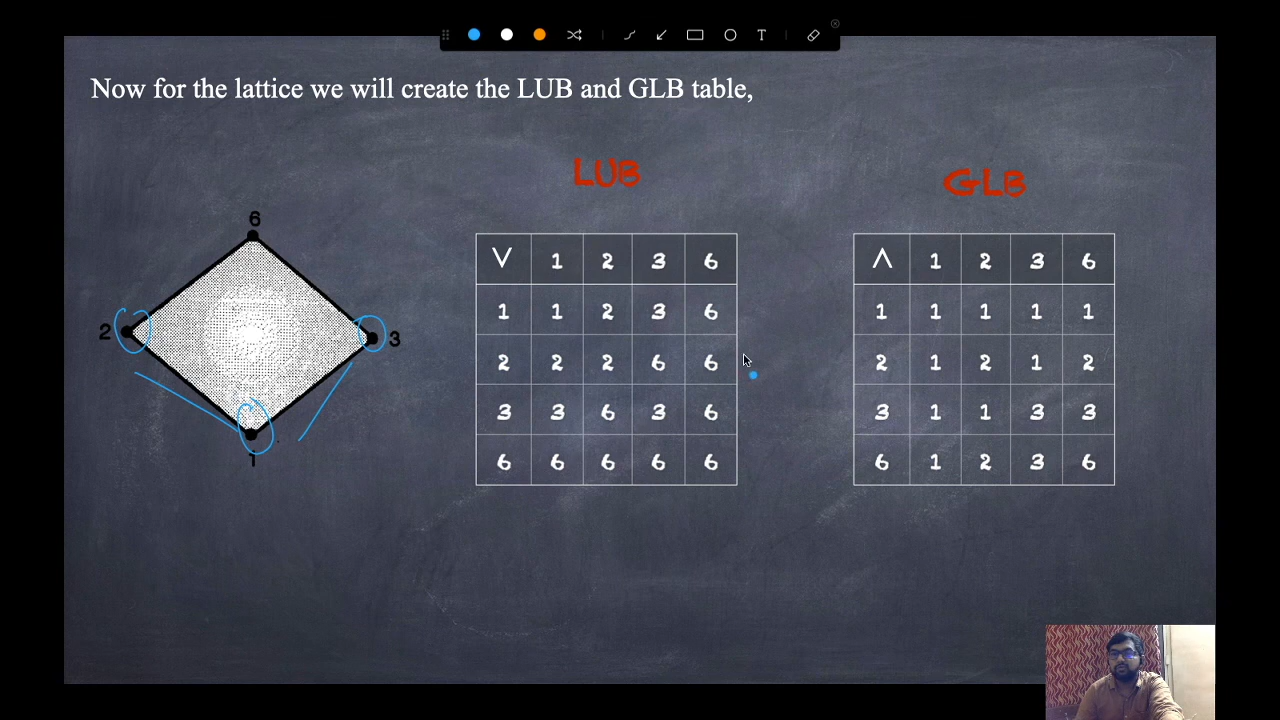 Now for the lattice we will create the LUB and GLB table,
LUB
GLB
6
2
3
1
V 1 2 3 6
1 1 2 3 6
2 2 2 6 6
3 3 6 3 6
6 6 6 6 6
Λ 1 2 3 6
1 1 1 1 1
2 1 2 1 2
3 1 1 3 3
6 1 2 3 6
T